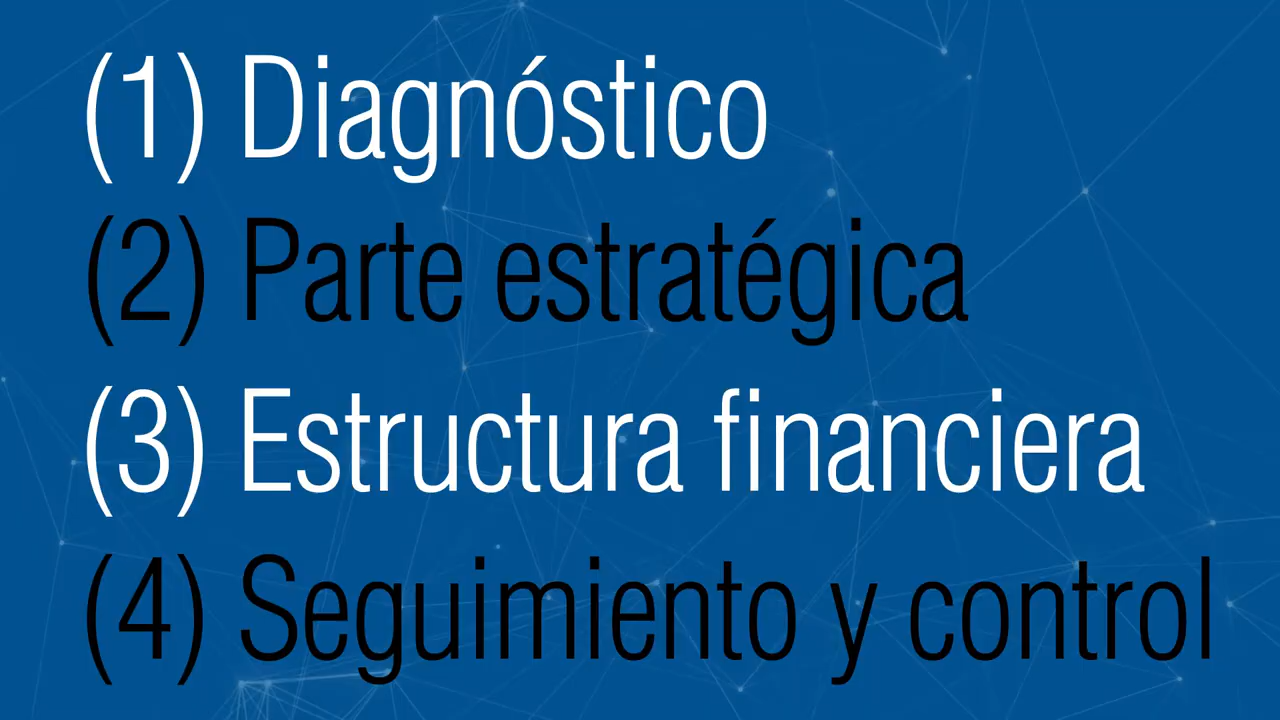 (1) Diagnóstico
(2) Parte estratégica
(3) Estructura financiera
(4) Seguimiento y control